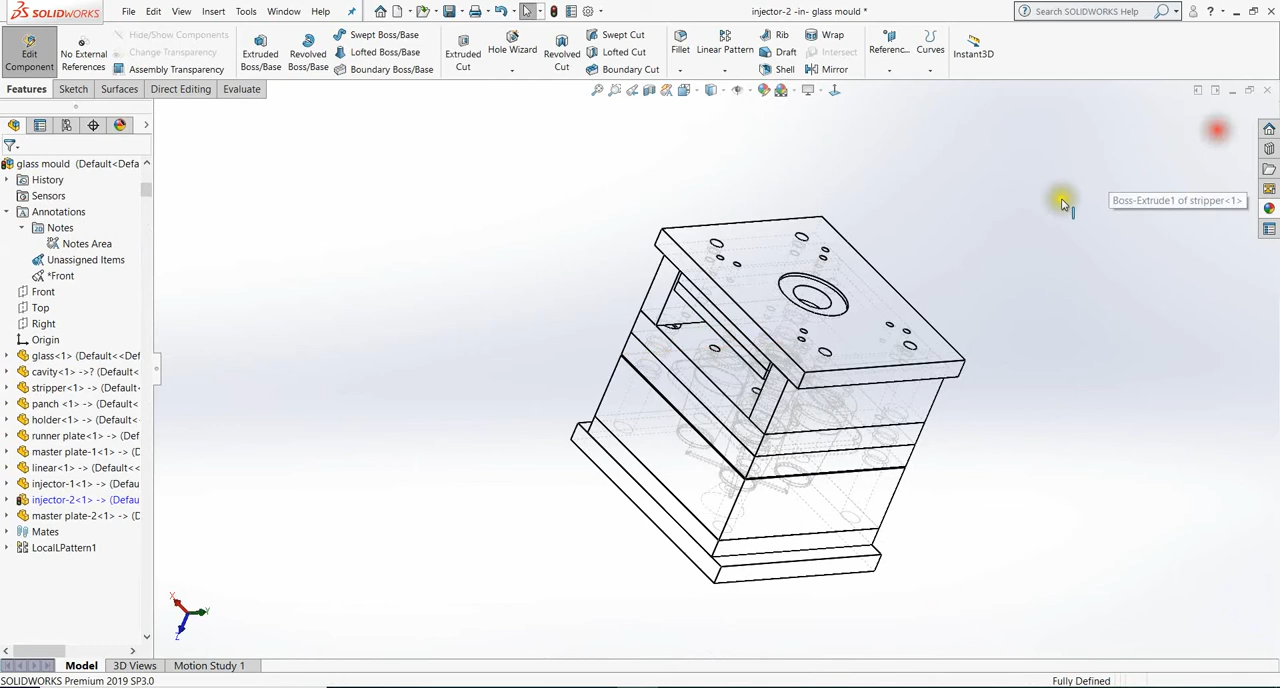 SOLIDWORKS File Edit View Insert Tools Window Help injector-2 -in- glass mould * Search SOLIDWORKS Help
Edit Component
No External References
Hide/Show Components
Change Transparency
Assembly Transparency
Extruded Boss/Base
Revolved Boss/Base
Swept Boss/Base
Lofted Boss/Base
Boundary Boss/Base
Extruded Cut
Hole Wizard
Revolved Cut
Swept Cut
Lofted Cut
Boundary Cut
Fillet
Linear Pattern
Rib
Draft
Shell
Wrap
Intersect
Mirror
Referenc...
Curves
Instant3D
Features Sketch Surfaces Direct Editing Evaluate
glass mould (Default<Defa
History
Sensors
Annotations
Notes
Notes Area
Unassigned Items
*Front
Front
Top
Right
Origin
glass<1> (Default<<Def
cavity<1> ->? (Default<
stripper<1> -> (Default
panch <1> -> (Default<
holder<1> -> (Default<
runner plate<1> -> (Def
master plate-1<1> -> (D
linear<1> -> (Default<<
injector-1<1> -> (Defau
injector-2<1> -> (Defau
master plate-2<1> -> (D
Mates
LocalLPattern1
Boss-Extrude1 of stripper<1>
X
Y
Z
Model 3D Views Motion Study 1
SOLIDWORKS Premium 2019 SP3.0 Fully Defined